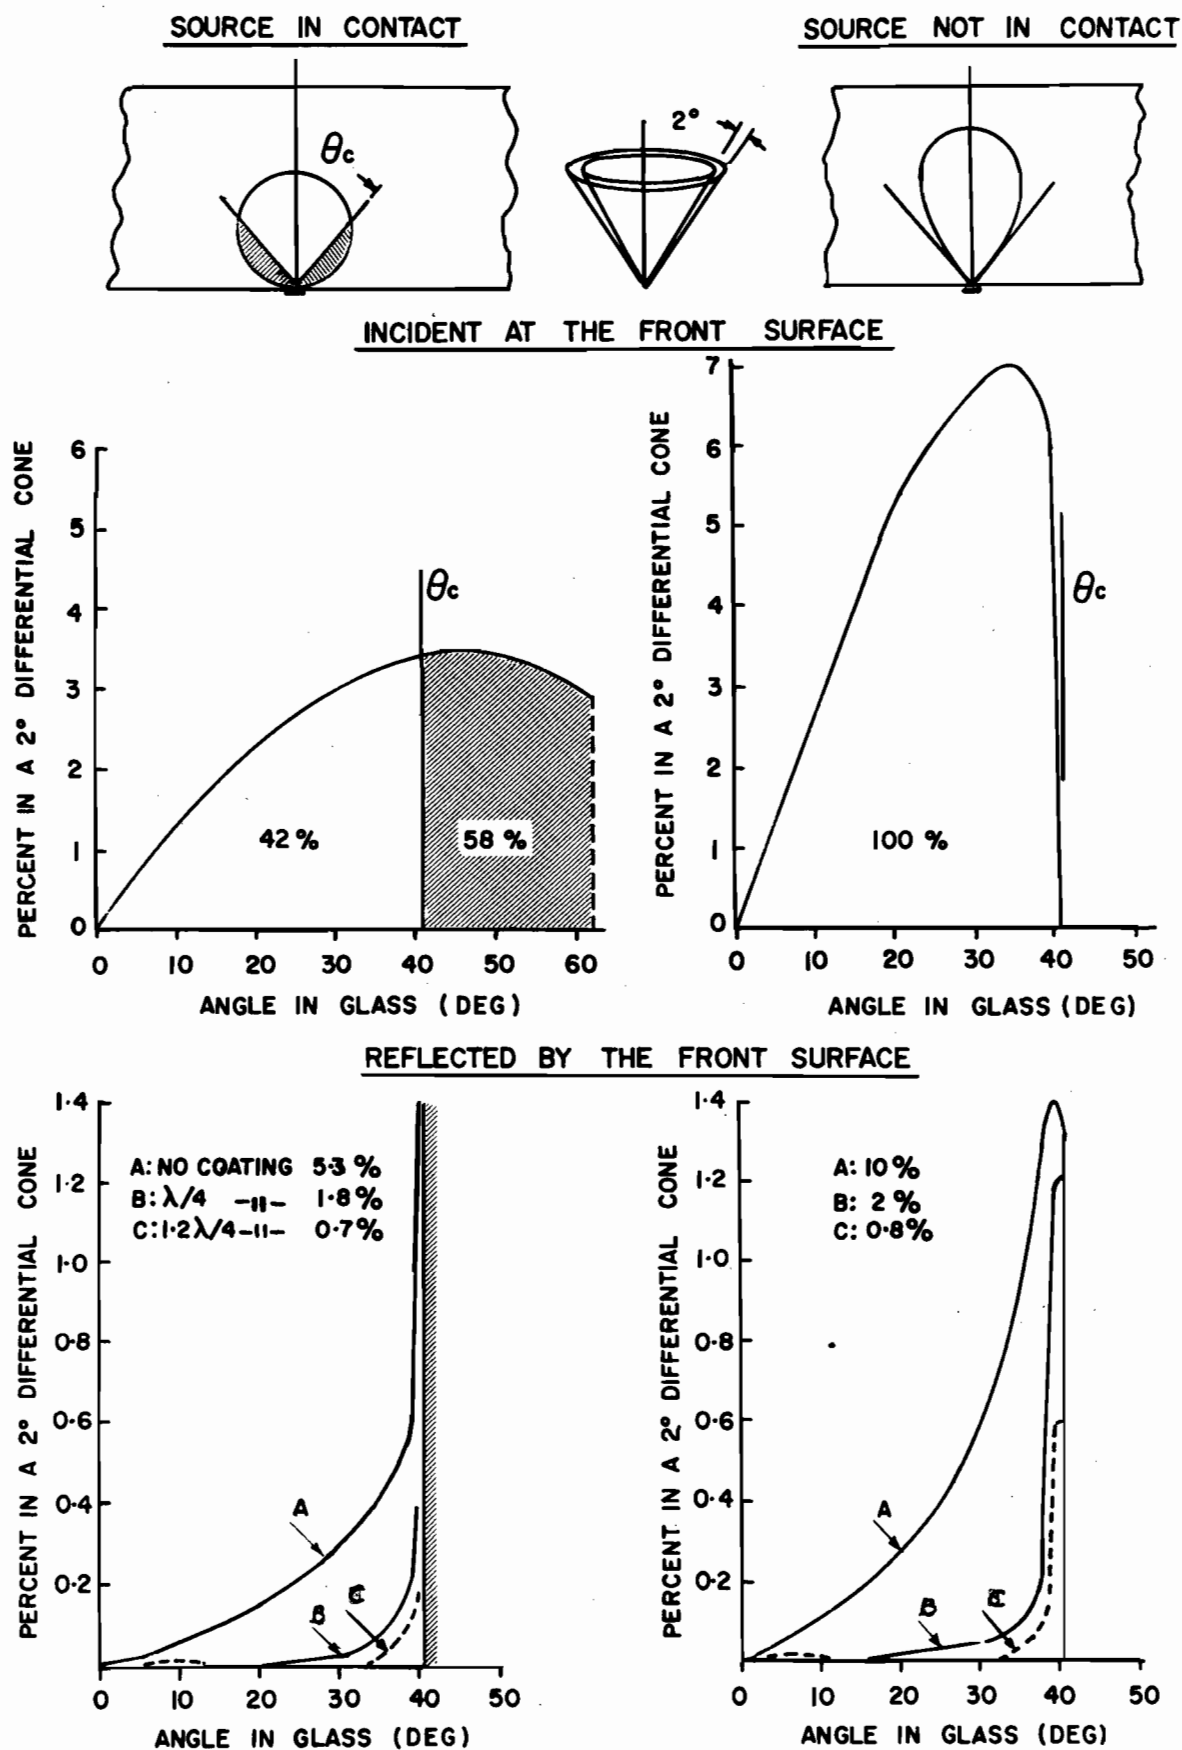 SOURCE IN CONTACT
SOURCE NOT IN CONTACT
θc
2°
INCIDENT AT THE FRONT SURFACE
PERCENT IN A 2° DIFFERENTIAL CONE
6
5
4
3
2
1
0
θc
42%
58%
0 10 20 30 40 50 60
ANGLE IN GLASS (DEG)
PERCENT IN A 2° DIFFERENTIAL CONE
7
6
5
4
3
2
1
0
θc
100%
0 10 20 30 40 50
ANGLE IN GLASS (DEG)
REFLECTED BY THE FRONT SURFACE
PERCENT IN A 2° DIFFERENTIAL CONE
1.4
1.2
1.0
0.8
0.6
0.4
0.2
A: NO COATING 5.3%
B: λ/4 -"- 1.8%
C: 1.2λ/4 -"- 0.7%
A
B
C
0 10 20 30 40 50
ANGLE IN GLASS (DEG)
PERCENT IN A 2° DIFFERENTIAL CONE
1.4
1.2
1.0
0.8
0.6
0.4
0.2
A: 10%
B: 2%
C: 0.8%
A
B
C
0 10 20 30 40 50
ANGLE IN GLASS (DEG)